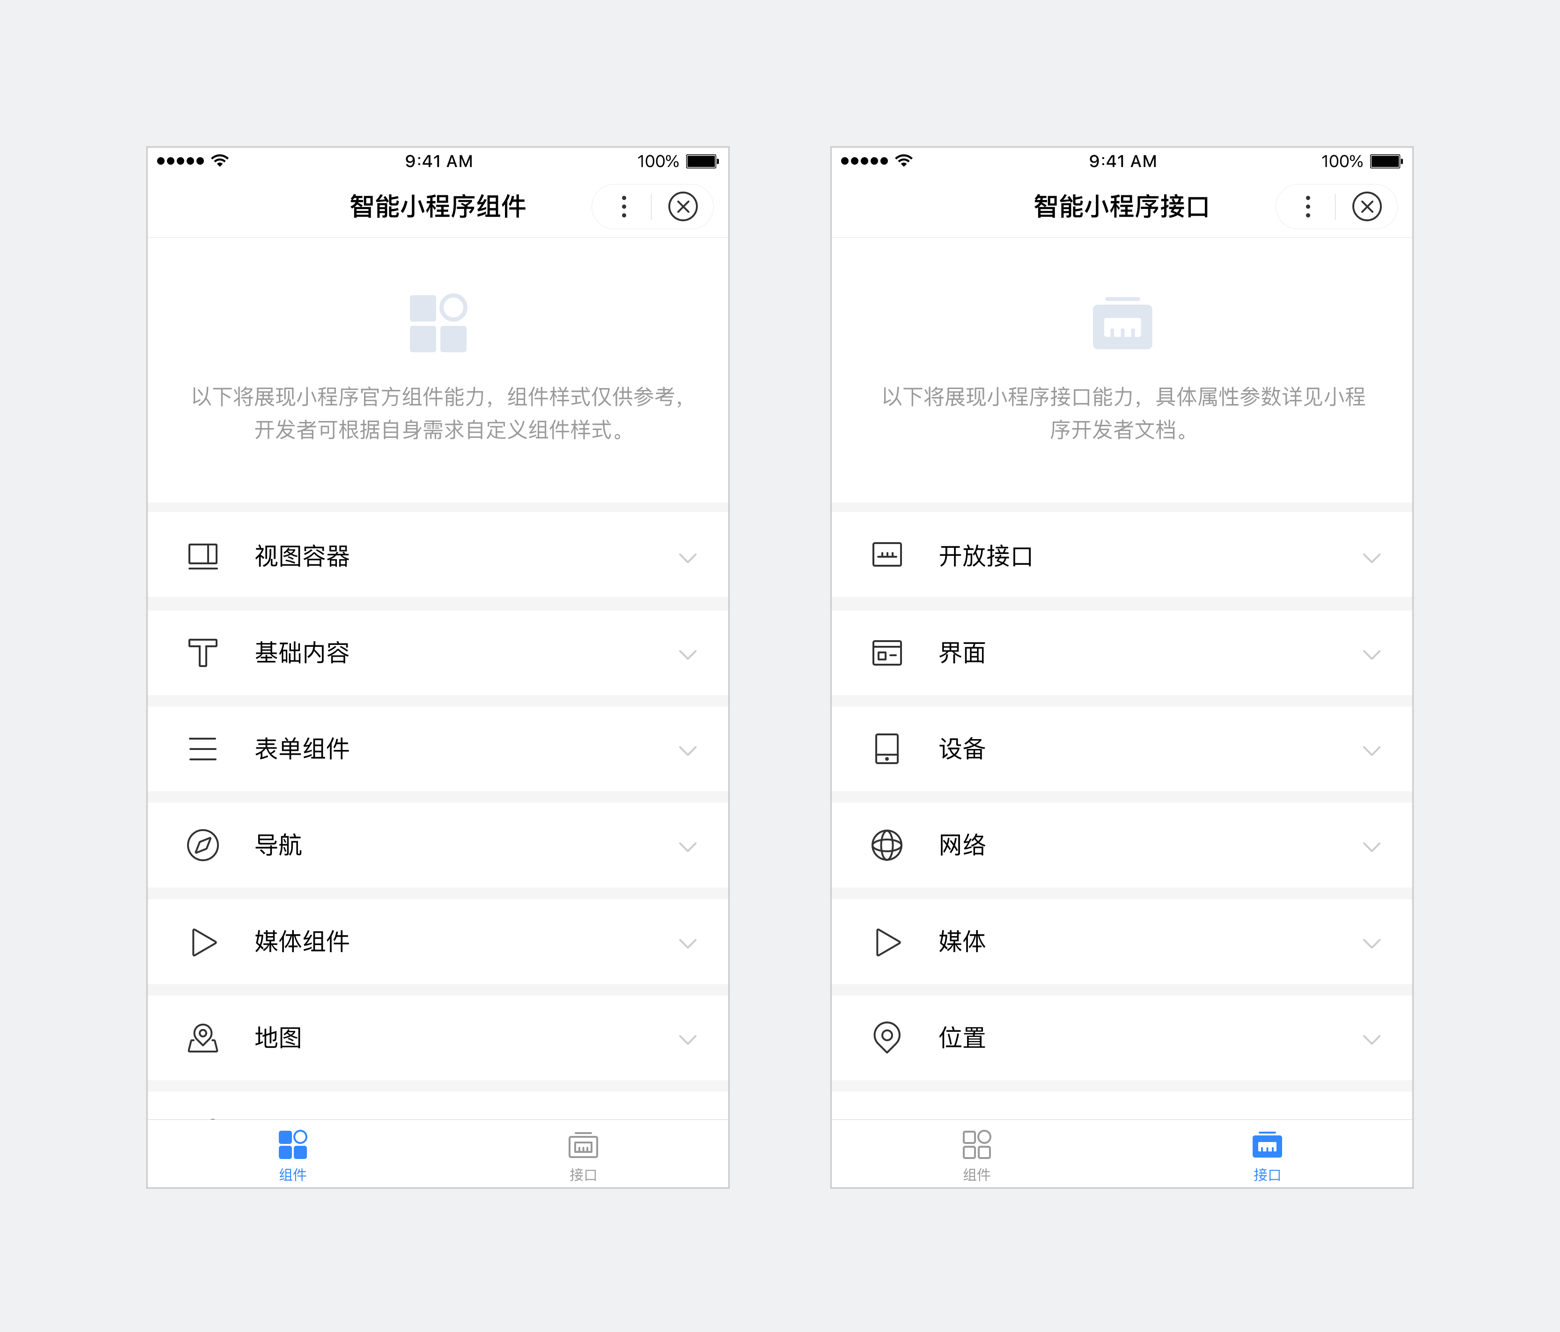 9:41 AM
100%
智能小程序组件
以下将展现小程序官方组件能力，组件样式仅供参考，
开发者可根据自身需求自定义组件样式。
视图容器
基础内容
表单组件
导航
媒体组件
地图
组件
接口
9:41 AM
100%
智能小程序接口
以下将展现小程序接口能力，具体属性参数详见小程
序开发者文档。
开放接口
界面
设备
网络
媒体
位置
组件
接口